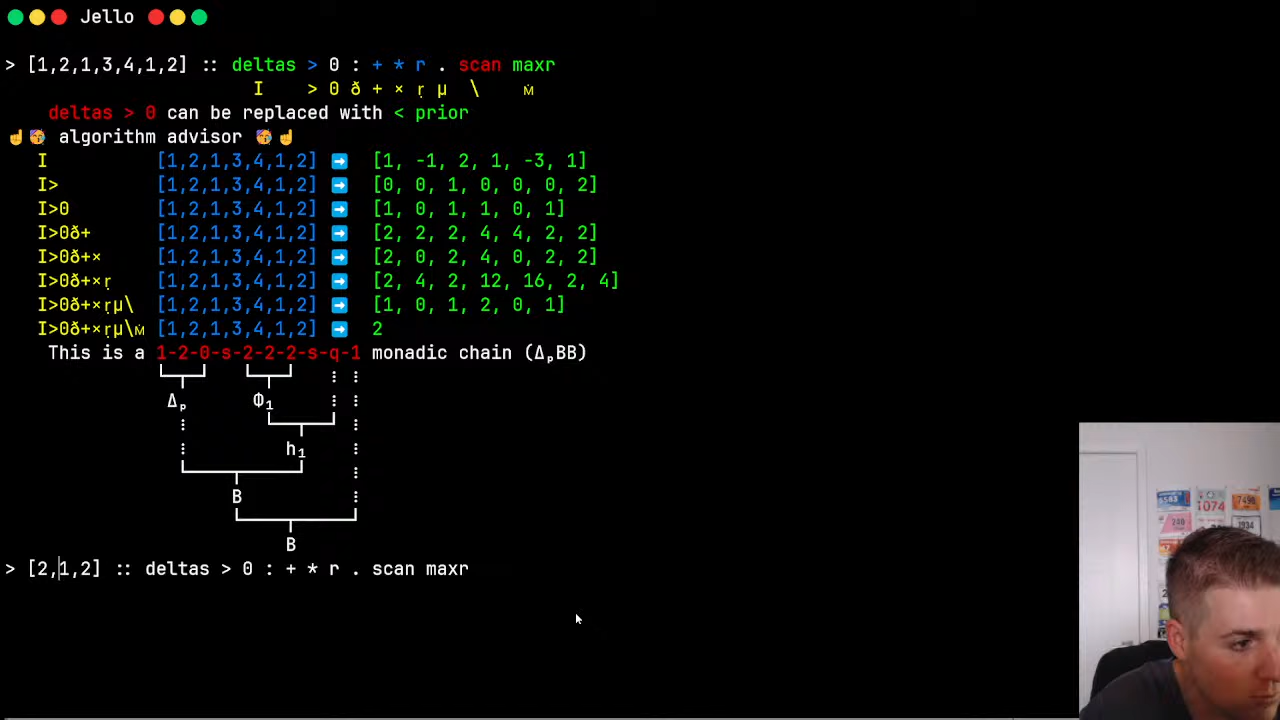 Jello
> [1,2,1,3,4,1,2] :: deltas > 0 : + * r . scan maxr
I > 0 ð + × ṛ µ \ ṁ
deltas > 0 can be replaced with < prior
☝🥳 algorithm advisor 🥳☝
I [1,2,1,3,4,1,2] ➡ [1, -1, 2, 1, -3, 1]
I> [1,2,1,3,4,1,2] ➡ [0, 0, 1, 0, 0, 0, 2]
I>0 [1,2,1,3,4,1,2] ➡ [1, 0, 1, 1, 0, 1]
I>0ð+ [1,2,1,3,4,1,2] ➡ [2, 2, 2, 4, 4, 2, 2]
I>0ð+× [1,2,1,3,4,1,2] ➡ [2, 0, 2, 4, 0, 2, 2]
I>0ð+×ṛ [1,2,1,3,4,1,2] ➡ [2, 4, 2, 12, 16, 2, 4]
I>0ð+×ṛµ\ [1,2,1,3,4,1,2] ➡ [1, 0, 1, 2, 0, 1]
I>0ð+×ṛµ\ṁ [1,2,1,3,4,1,2] ➡ 2
This is a 1-2-0-s-2-2-2-s-q-1 monadic chain (ΔₚBB)
Δₚ Φ₁
h₁
B
B
> [2,1,2] :: deltas > 0 : + * r . scan maxr